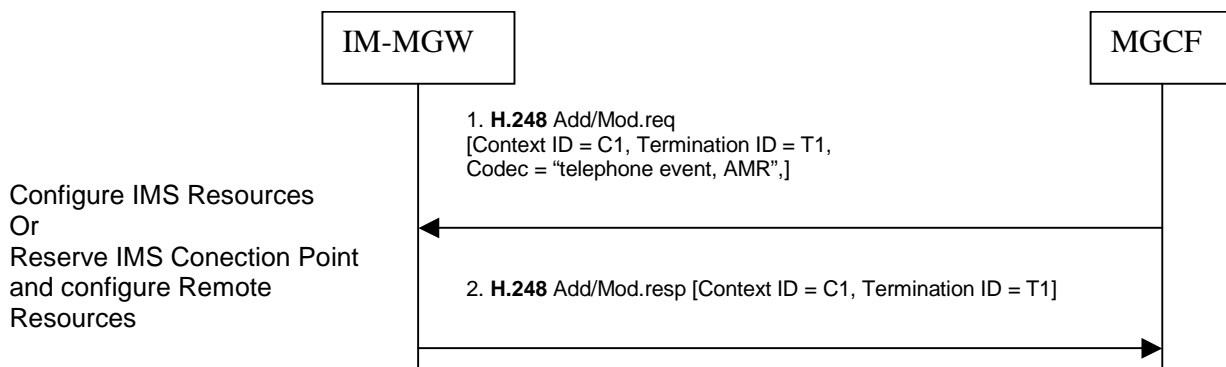 IM-MGW
MGCF
1. H.248 Add/Mod.req
[Context ID = C1, Termination ID = T1,
Codec = “telephone event, AMR”,]
Configure IMS Resources
Or
Reserve IMS Conection Point
and configure Remote
Resources
2. H.248 Add/Mod.resp [Context ID = C1, Termination ID = T1]